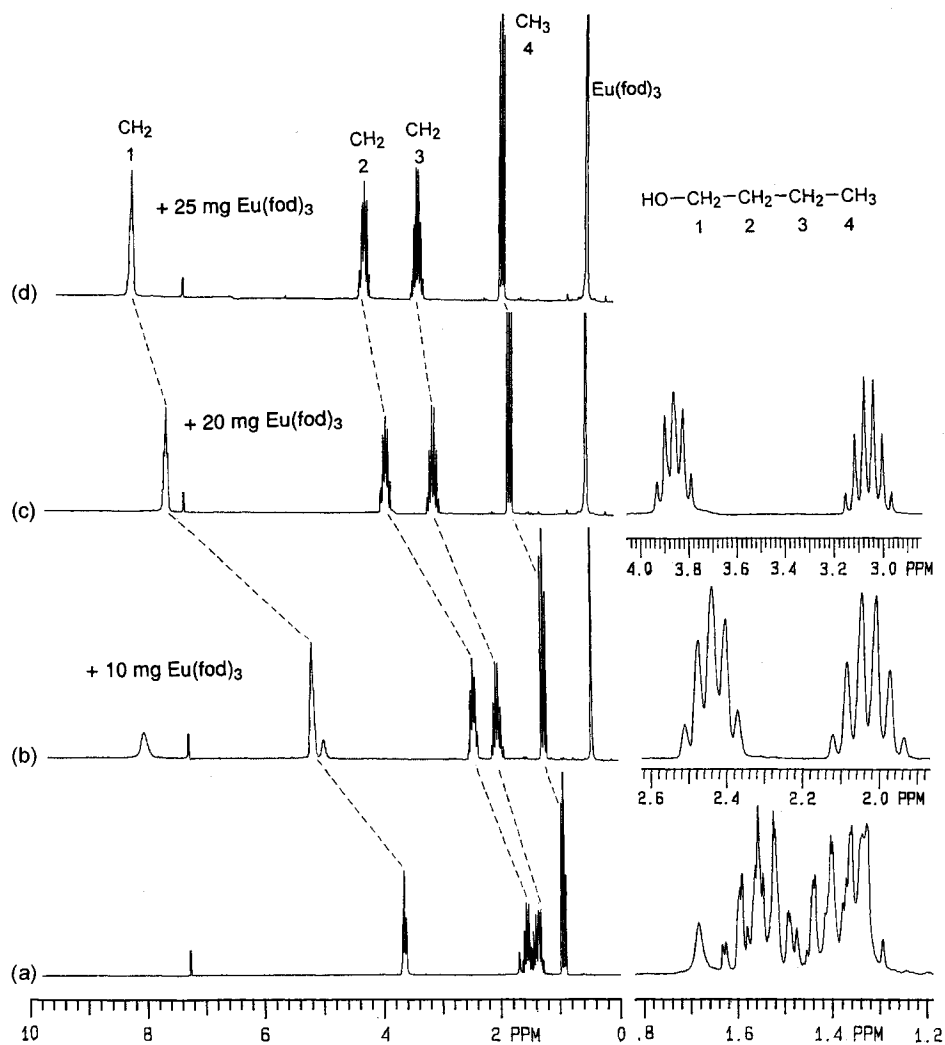 CH3
4
Eu(fod)3
CH2
1
CH2
2
CH2
3
+ 25 mg Eu(fod)3
HO—CH2—CH2—CH2—CH3
1 2 3 4
(d)
+ 20 mg Eu(fod)3
(c)
4.0 3.8 3.6 3.4 3.2 3.0 PPM
+ 10 mg Eu(fod)3
(b)
2.6 2.4 2.2 2.0 PPM
(a)
10 8 6 4 2 PPM 0
.8 1.6 1.4 PPM 1.2